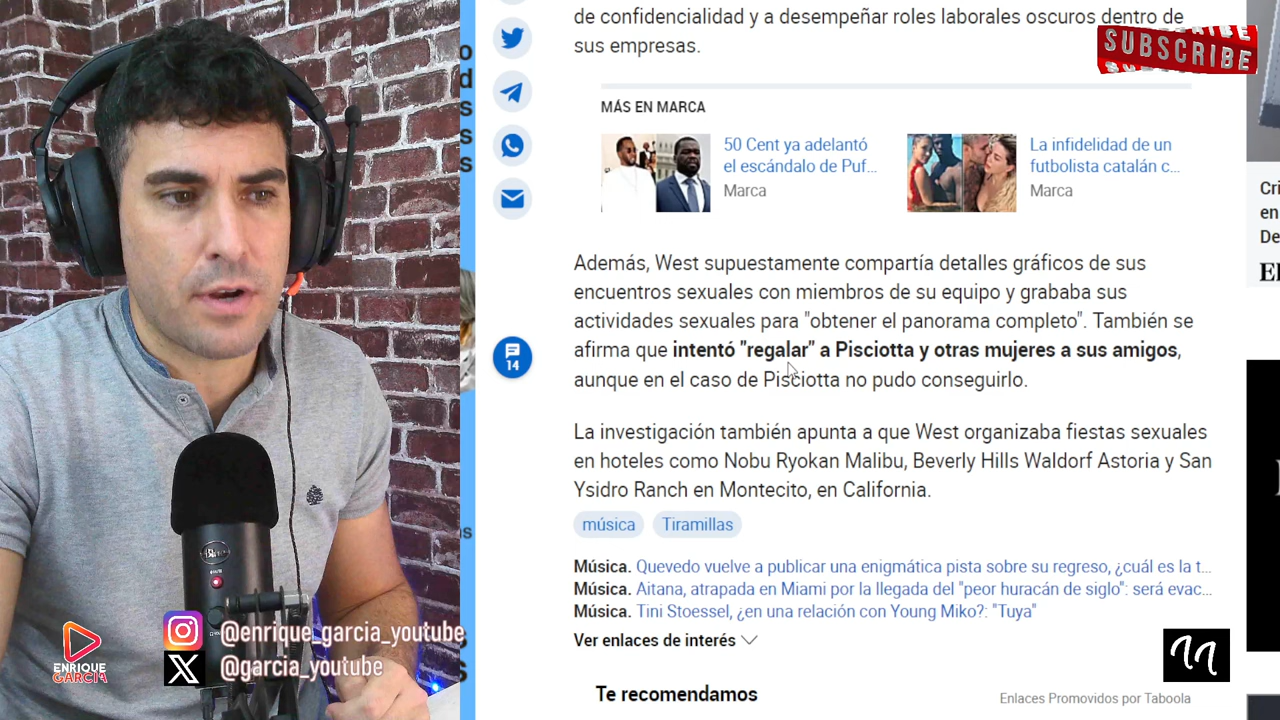 de confidencialidad y a desempeñar roles laborales oscuros dentro de
sus empresas.
SUBSCRIBE
MÁS EN MARCA
50 Cent ya adelantó
el escándalo de Puf...
Marca
La infidelidad de un
futbolista catalán c...
Marca
Además, West supuestamente compartía detalles gráficos de sus
encuentros sexuales con miembros de su equipo y grababa sus
actividades sexuales para "obtener el panorama completo". También se
afirma que intentó "regalar" a Pisciotta y otras mujeres a sus amigos,
aunque en el caso de Pisciotta no pudo conseguirlo.
14
La investigación también apunta a que West organizaba fiestas sexuales
en hoteles como Nobu Ryokan Malibu, Beverly Hills Waldorf Astoria y San
Ysidro Ranch en Montecito, en California.
música
Tiramillas
Música. Quevedo vuelve a publicar una enigmática pista sobre su regreso, ¿cuál es la t...
Música. Aitana, atrapada en Miami por la llegada del "peor huracán de siglo": será evac...
Música. Tini Stoessel, ¿en una relación con Young Miko?: "Tuya"
Ver enlaces de interés
Te recomendamos
Enlaces Promovidos por Taboola
Cri
en
De
El
ENRIQUE
GARCIA
@enrique_garcia_youtube
@garcia_youtube